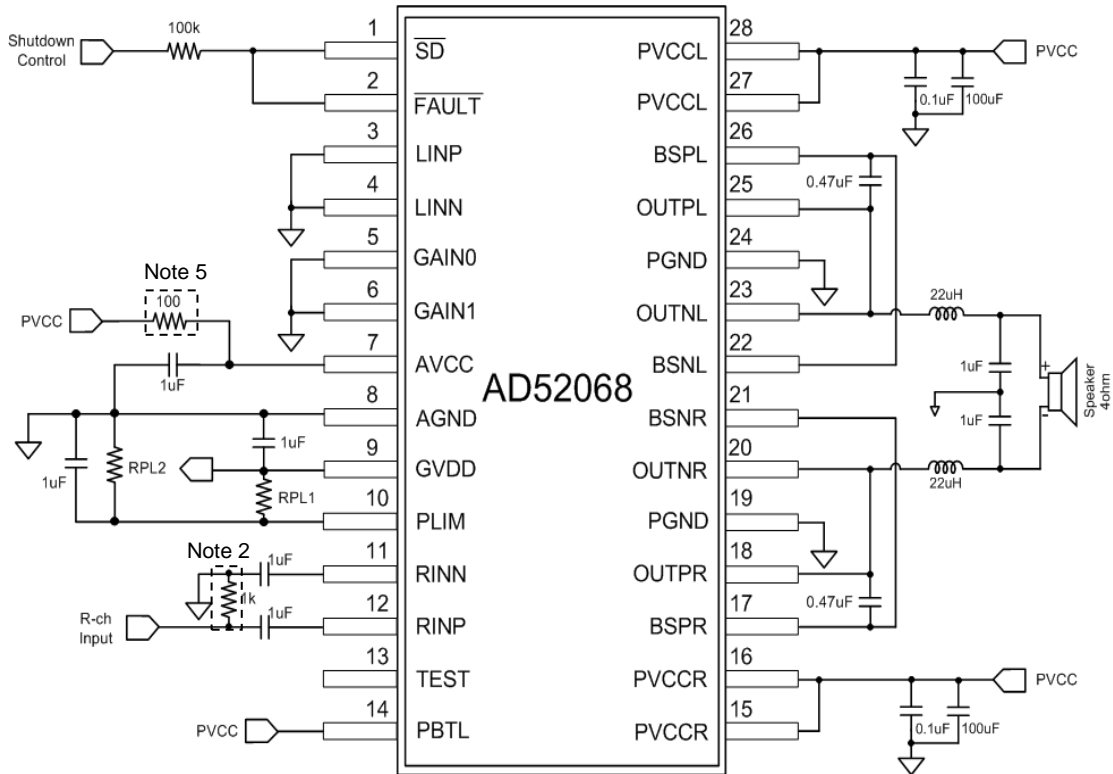 Shutdown
Control
100k
1
SD
2
FAULT
3
LINP
4
LINN
5
GAIN0
Note 5
100
PVCC
6
GAIN1
7
AVCC
1uF
8
AGND
1uF
9
GVDD
RPL2
1uF
RPL1
10
PLIM
Note 2
1uF
11
RINN
1k
R-ch
Input
1uF
12
RINP
13
TEST
PVCC
14
PBTL
AD52068
28
PVCCL
PVCC
27
PVCCL
0.1uF
100uF
26
BSPL
0.47uF
25
OUTPL
24
PGND
23
OUTNL
22uH
22
BSNL
1uF
+
Speaker
4ohm
-
1uF
21
BSNR
20
OUTNR
22uH
19
PGND
18
OUTPR
0.47uF
17
BSPR
16
PVCCR
PVCC
15
PVCCR
0.1uF
100uF